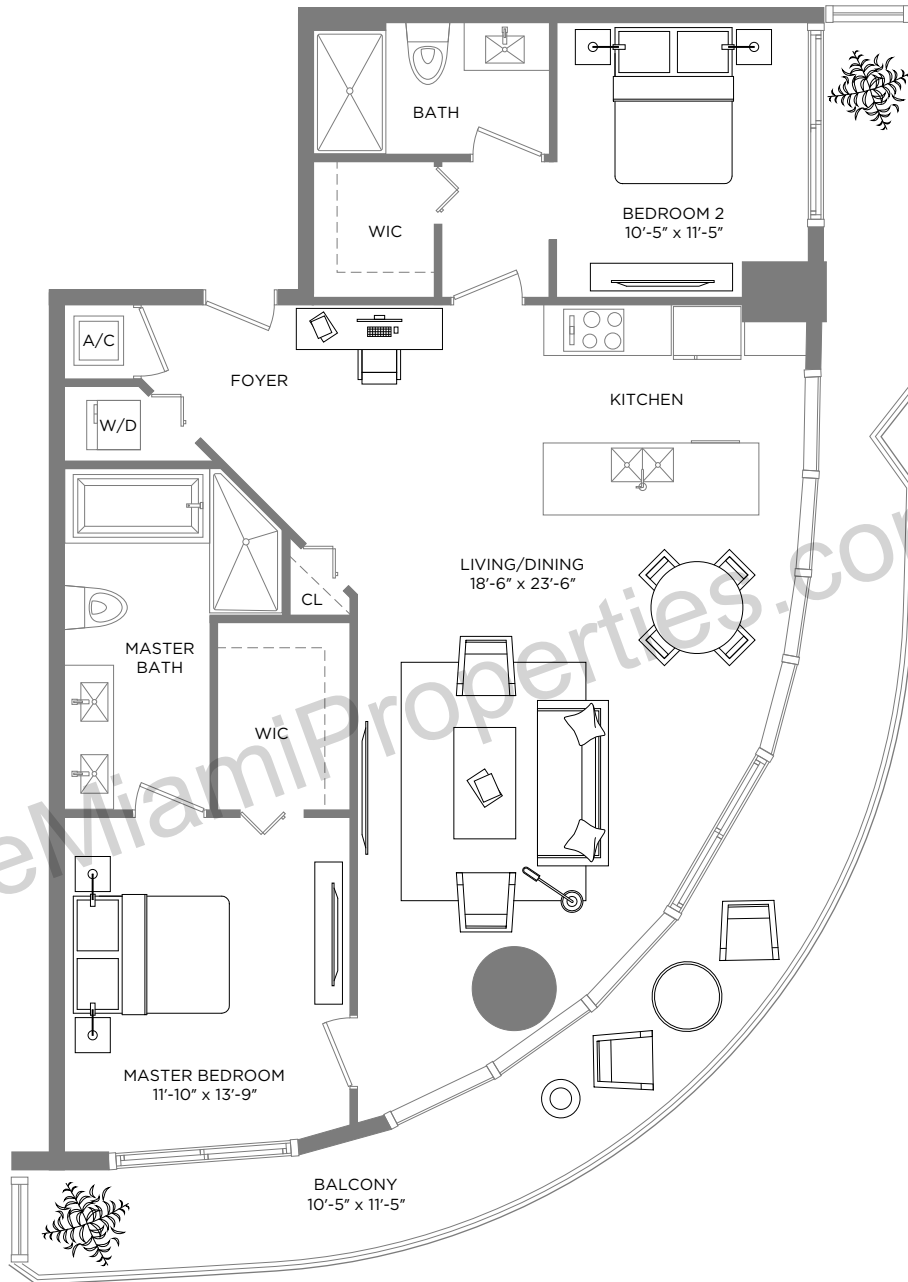 BATH
BEDROOM 2
10'-5" x 11'-5"
WIC
A/C
FOYER
W/D
KITCHEN
LIVING/DINING
18'-6" x 23'-6"
CL
MASTER
BATH
WIC
MASTER BEDROOM
11'-10" x 13'-9"
BALCONY
10'-5" x 11'-5"
eMiamiProperties.com